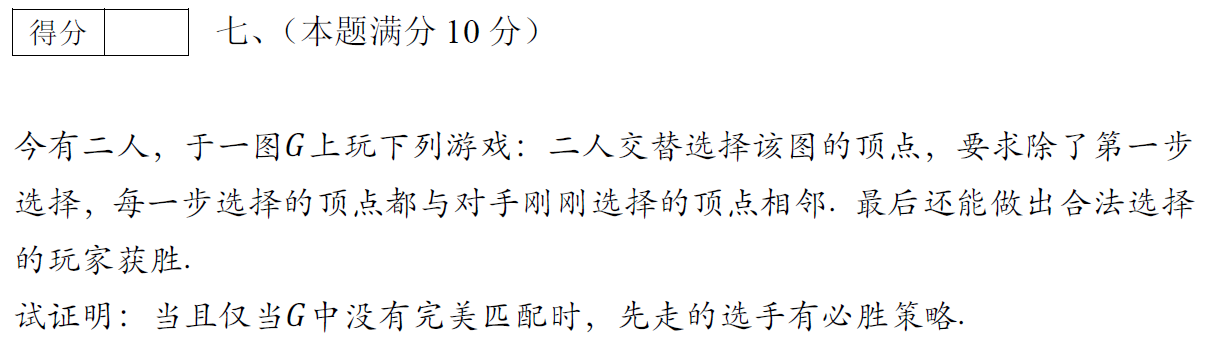 得分 七、（本题满分 10 分）
今有二人，于一图G上玩下列游戏：二人交替选择该图的顶点，要求除了第一步
选择，每一步选择的顶点都与对手刚刚选择的顶点相邻. 最后还能做出合法选择
的玩家获胜.
试证明：当且仅当G中没有完美匹配时，先走的选手有必胜策略.